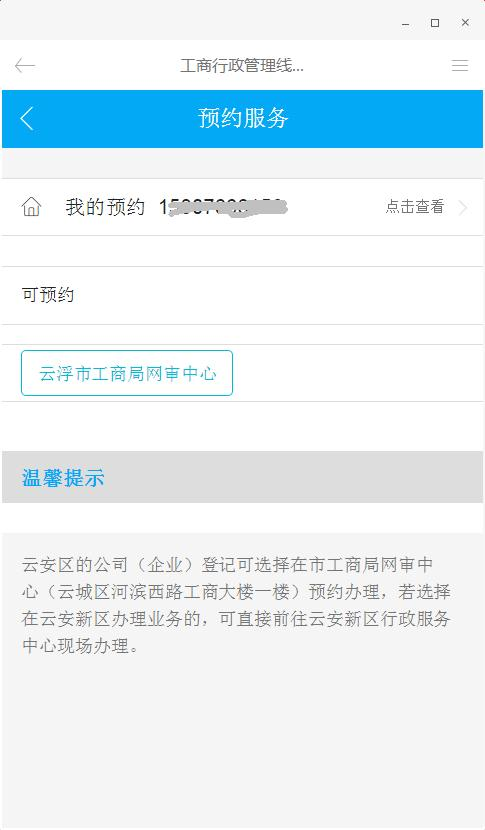 工商行政管理线...
预约服务
我的预约
点击查看
可预约
云浮市工商局网审中心
温馨提示
云安区的公司（企业）登记可选择在市工商局网审中
心（云城区河滨西路工商大楼一楼）预约办理，若选择
在云安新区办理业务的，可直接前往云安新区行政服务
中心现场办理。